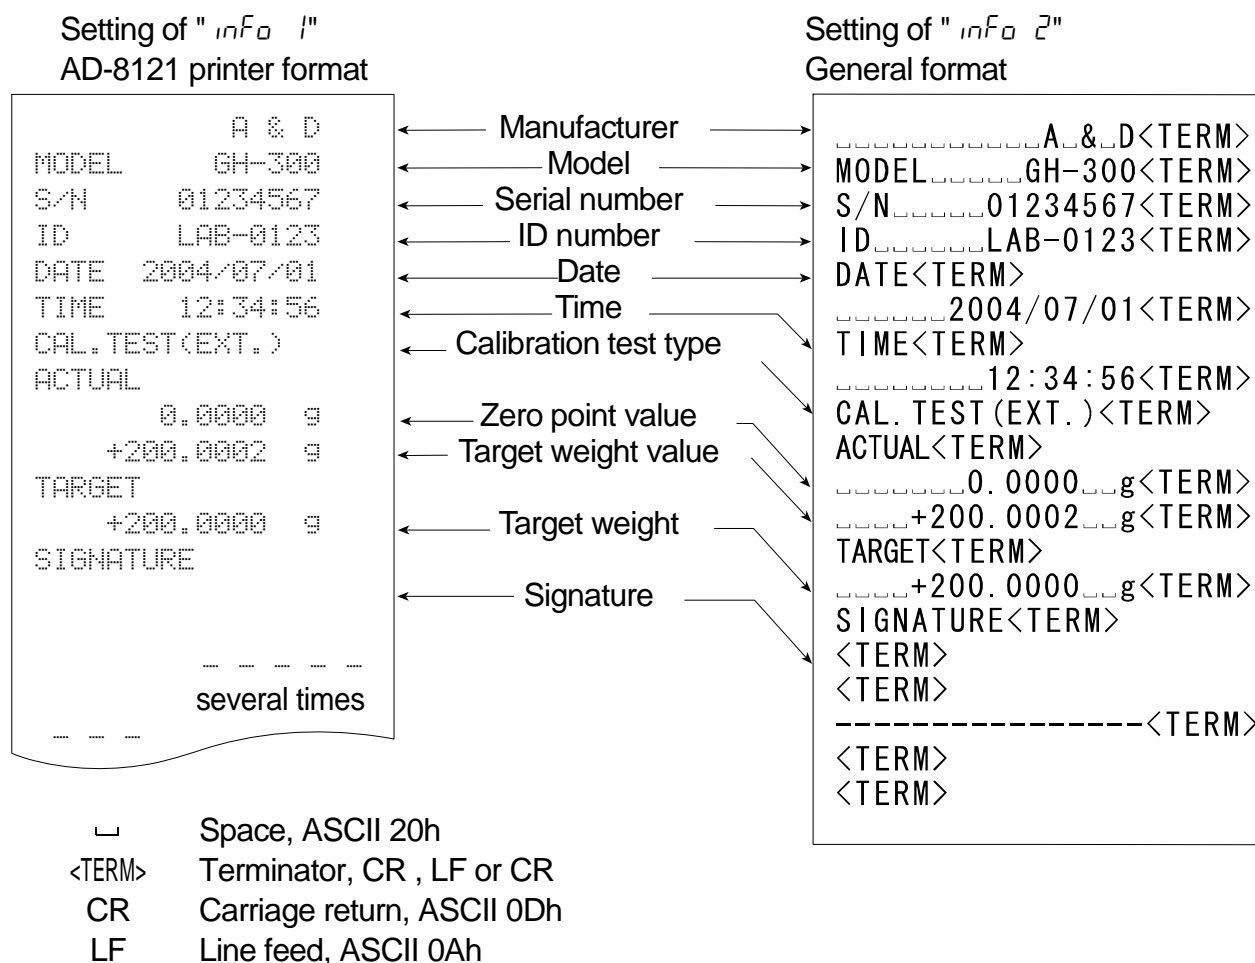 Setting of " info 1"
AD-8121 printer format
A & D
MODEL GH-300
S/N 01234567
ID LAB-0123
DATE 2004/07/01
TIME 12:34:56
CAL.TEST(EXT.)
ACTUAL
0.0000 g
+200.0002 g
TARGET
+200.0000 g
SIGNATURE
_ _ _ _ _
several times
_ _ _
Manufacturer
Model
Serial number
ID number
Date
Time
Calibration test type
Zero point value
Target weight value
Target weight
Signature
Setting of " info 2"
General format
␣␣␣␣␣␣␣␣␣␣␣A␣&␣D<TERM>
MODEL␣␣␣␣␣GH-300<TERM>
S/N␣␣␣␣␣01234567<TERM>
ID␣␣␣␣␣␣LAB-0123<TERM>
DATE<TERM>
␣␣␣␣␣␣2004/07/01<TERM>
TIME<TERM>
␣␣␣␣␣␣␣␣12:34:56<TERM>
CAL.TEST(EXT.)<TERM>
ACTUAL<TERM>
␣␣␣␣␣␣␣0.0000␣␣g<TERM>
␣␣␣␣+200.0002␣␣g<TERM>
TARGET<TERM>
␣␣␣␣+200.0000␣␣g<TERM>
SIGNATURE<TERM>
<TERM>
<TERM>
----------------<TERM>
<TERM>
<TERM>
␣ Space, ASCII 20h
<TERM> Terminator, CR , LF or CR
CR Carriage return, ASCII 0Dh
LF Line feed, ASCII 0Ah